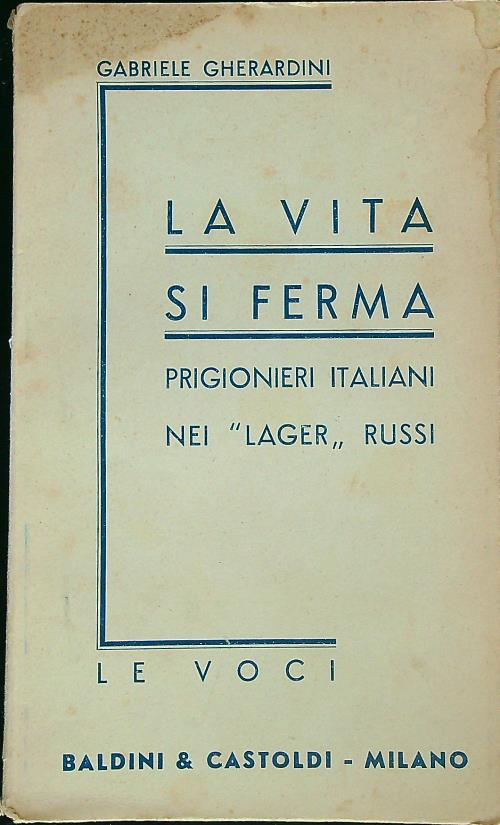 GABRIELE GHERARDINI
LA VITA
SI FERMA
PRIGIONIERI ITALIANI
NEI "LAGER„ RUSSI
LE VOCI
BALDINI & CASTOLDI - MILANO